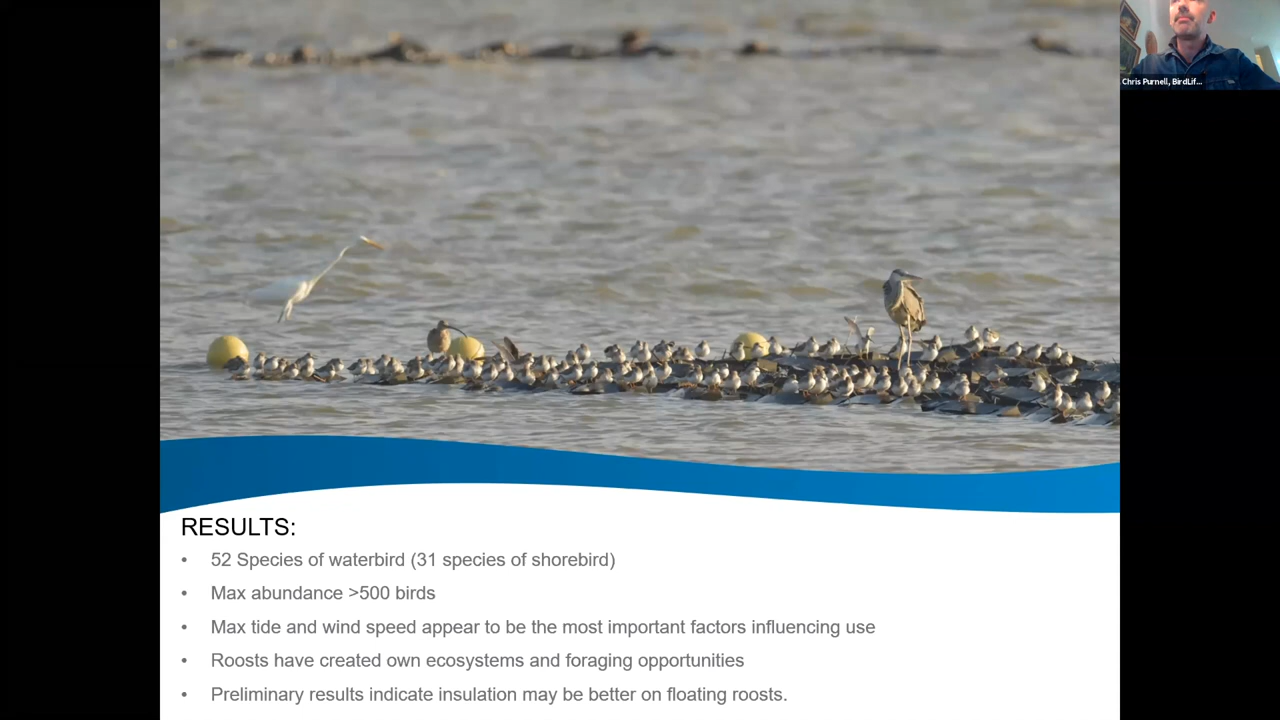 Chris Purnell, BirdLif...
RESULTS:
• 52 Species of waterbird (31 species of shorebird)
• Max abundance >500 birds
• Max tide and wind speed appear to be the most important factors influencing use
• Roosts have created own ecosystems and foraging opportunities
• Preliminary results indicate insulation may be better on floating roosts.